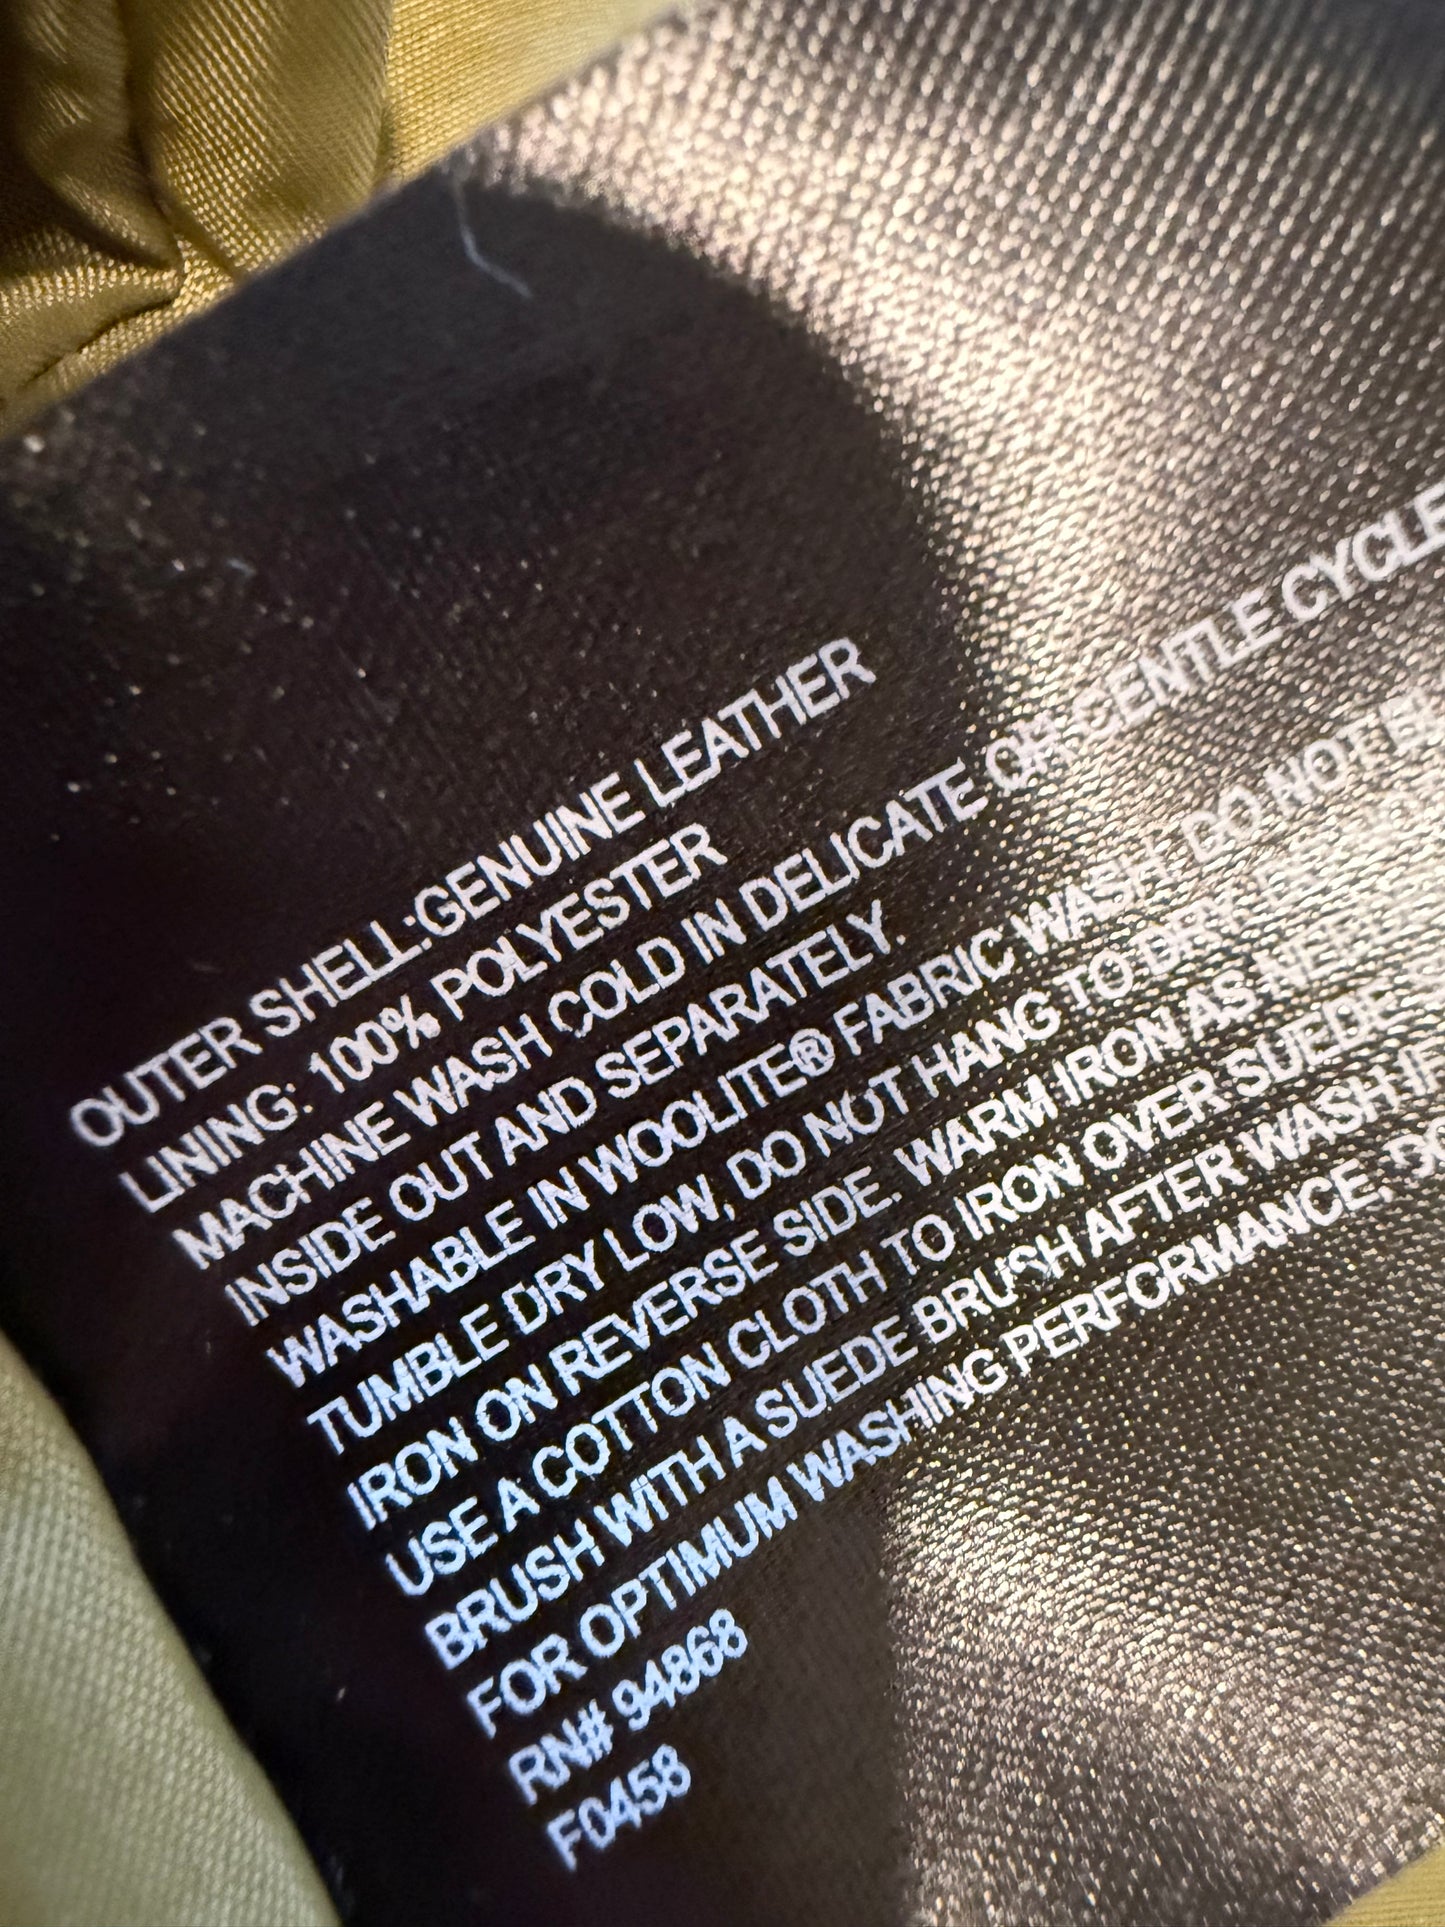 OUTER SHELL:GENUINE LEATHER
LINING: 100% POLYESTER
MACHINE WASH COLD IN DELICATE OR GENTLE CYCLE
INSIDE OUT AND SEPARATELY.
WASHABLE IN WOOLITE® FABRIC WASH. DO NOT
TUMBLE DRY LOW, DO NOT HANG TO DRY.
IRON ON REVERSE SIDE. WARM IRON AS
USE A COTTON CLOTH TO IRON OVER SUEDE
BRUSH WITH A SUEDE BRUSH AFTER WASH IF
FOR OPTIMUM WASHING PERFORMANCE.
RN# 94868
F0458